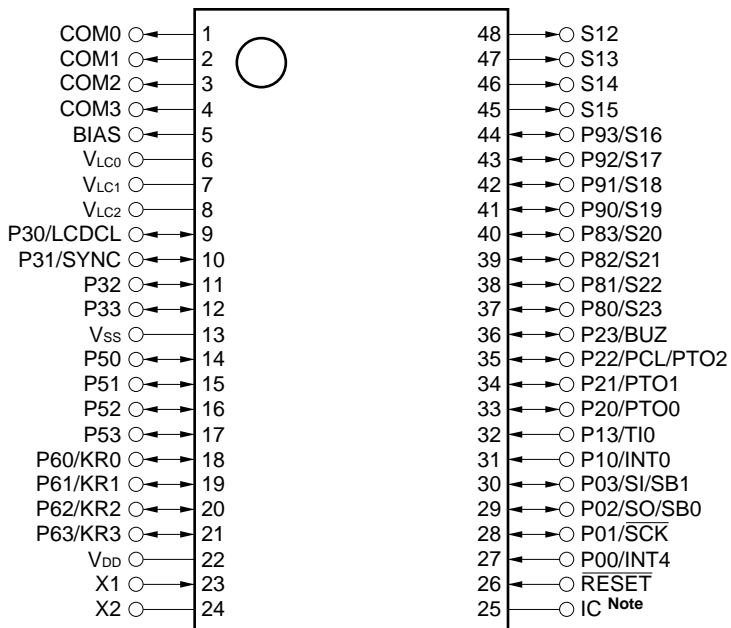 COM0 1 48 S12
COM1 2 47 S13
COM2 3 46 S14
COM3 4 45 S15
BIAS 5 44 P93/S16
VLC0 6 43 P92/S17
VLC1 7 42 P91/S18
VLC2 8 41 P90/S19
P30/LCDCL 9 40 P83/S20
P31/SYNC 10 39 P82/S21
P32 11 38 P81/S22
P33 12 37 P80/S23
VSS 13 36 P23/BUZ
P50 14 35 P22/PCL/PTO2
P51 15 34 P21/PTO1
P52 16 33 P20/PTO0
P53 17 32 P13/TI0
P60/KR0 18 31 P10/INT0
P61/KR1 19 30 P03/SI/SB1
P62/KR2 20 29 P02/SO/SB0
P63/KR3 21 28 P01/S̅C̅K̅
VDD 22 27 P00/INT4
X1 23 26 R̅E̅S̅E̅T̅
X2 24 25 IC Note